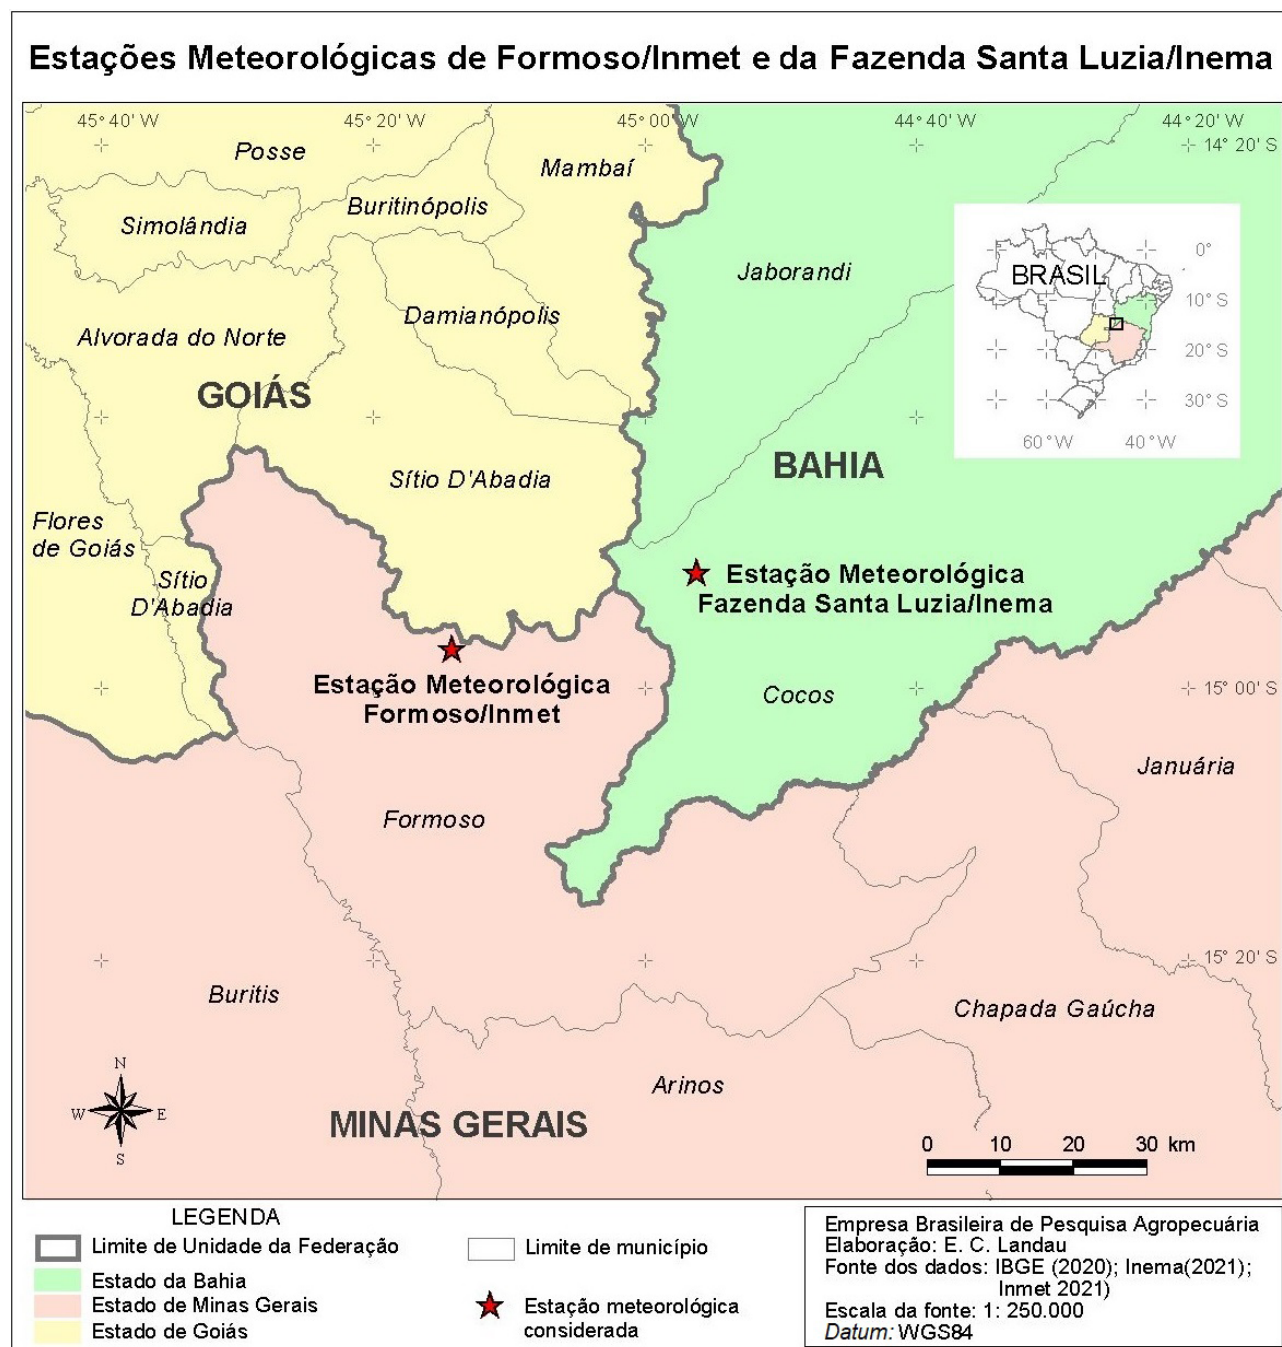 Estações Meteorológicas de Formoso/Inmet e da Fazenda Santa Luzia/Inema
45° 40' W
45° 20' W
45° 00' W
44° 40' W
44° 20' W
14° 20' S
Posse
Mambaí
Buritinópolis
Simolândia
Jaborandi
BRASIL
0°
10° S
20° S
30° S
60° W
40° W
Damianópolis
Alvorada do Norte
GOIÁS
BAHIA
Sítio D'Abadia
Flores
de Goiás
Sítio
D'Abadia
Estação Meteorológica
Fazenda Santa Luzia/Inema
Estação Meteorológica
Formoso/Inmet
Cocos
15° 00' S
Januária
Formoso
15° 20' S
Buritis
Chapada Gaúcha
Arinos
MINAS GERAIS
N
W
E
S
0 10 20 30 km
LEGENDA
Limite de Unidade da Federação
Estado da Bahia
Estado de Minas Gerais
Estado de Goiás
Limite de município
Estação meteorológica
considerada
Empresa Brasileira de Pesquisa Agropecuária
Elaboração: E. C. Landau
Fonte dos dados: IBGE (2020); Inema(2021);
Inmet 2021)
Escala da fonte: 1: 250.000
Datum: WGS84